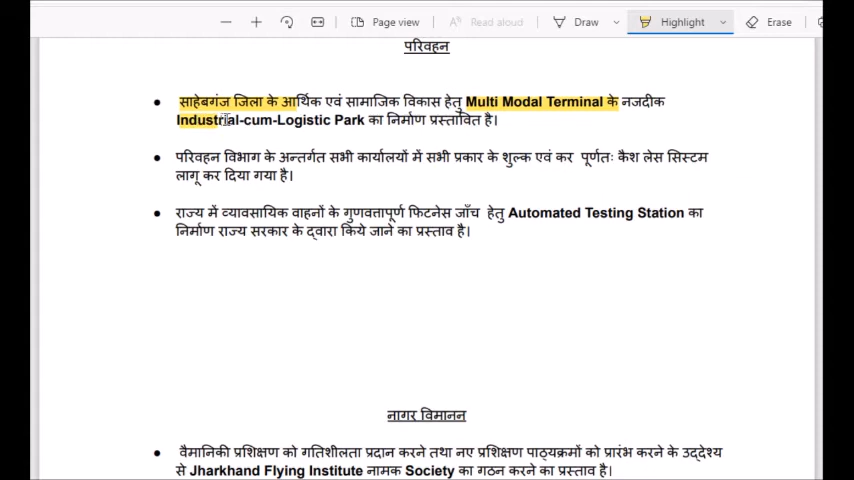 Page view
Read aloud
Draw
Highlight
Erase
परिवहन
साहेबगंज जिला के आर्थिक एवं सामाजिक विकास हेतु Multi Modal Terminal के नजदीक
Industrial-cum-Logistic Park का निर्माण प्रस्तावित है।
परिवहन विभाग के अन्तर्गत सभी कार्यालयों में सभी प्रकार के शुल्क एवं कर पूर्णतः कैश लेस सिस्टम
लागू कर दिया गया है।
राज्य में व्यावसायिक वाहनों के गुणवत्तापूर्ण फिटनेस जाँच हेतु Automated Testing Station का
निर्माण राज्य सरकार के द्वारा किये जाने का प्रस्ताव है।
नागर विमानन
वैमानिकी प्रशिक्षण को गतिशीलता प्रदान करने तथा नए प्रशिक्षण पाठ्यक्रमों को प्रारंभ करने के उद्देश्य
से Jharkhand Flying Institute नामक Society का गठन करने का प्रस्ताव है।